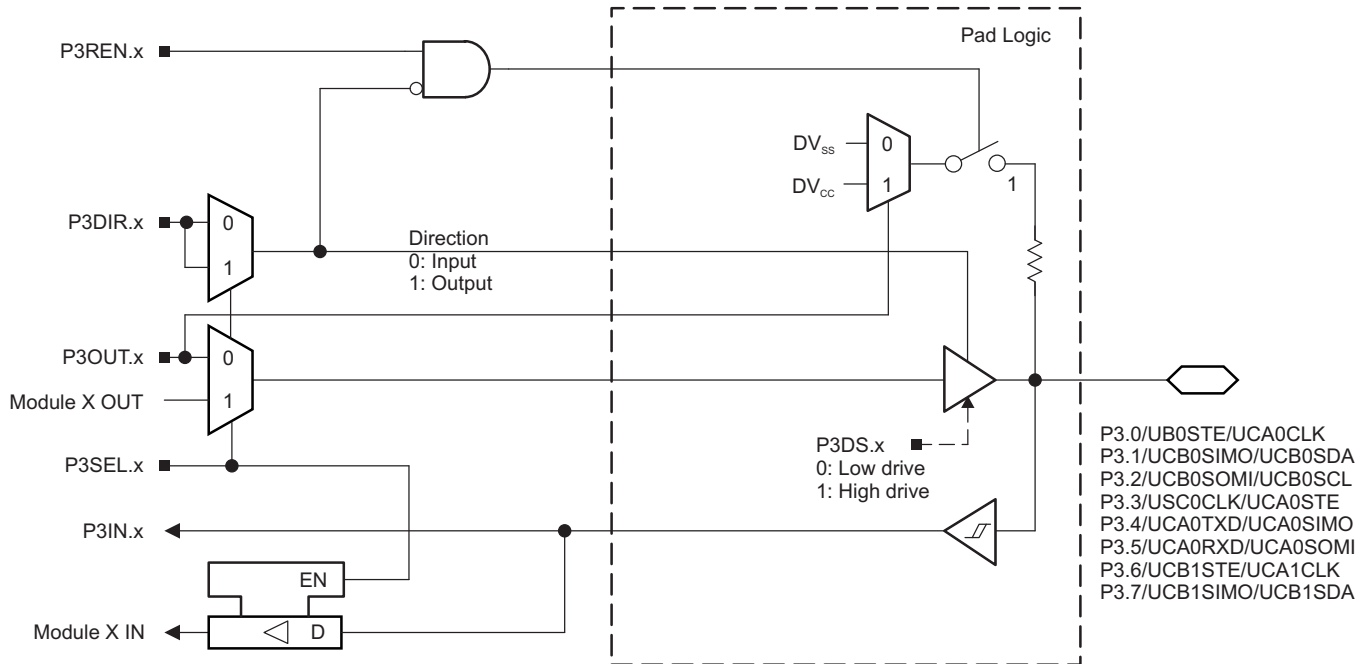 Pad Logic
P3REN.x
DVSS
0
DVCC
1
1
P3DIR.x
0
1
Direction
0: Input
1: Output
P3OUT.x
0
Module X OUT
1
P3SEL.x
P3DS.x
0: Low drive
1: High drive
P3.0/UB0STE/UCA0CLK
P3.1/UCB0SIMO/UCB0SDA
P3.2/UCB0SOMI/UCB0SCL
P3.3/USC0CLK/UCA0STE
P3.4/UCA0TXD/UCA0SIMO
P3.5/UCA0RXD/UCA0SOMI
P3.6/UCB1STE/UCA1CLK
P3.7/UCB1SIMO/UCB1SDA
P3IN.x
EN
Module X IN
D